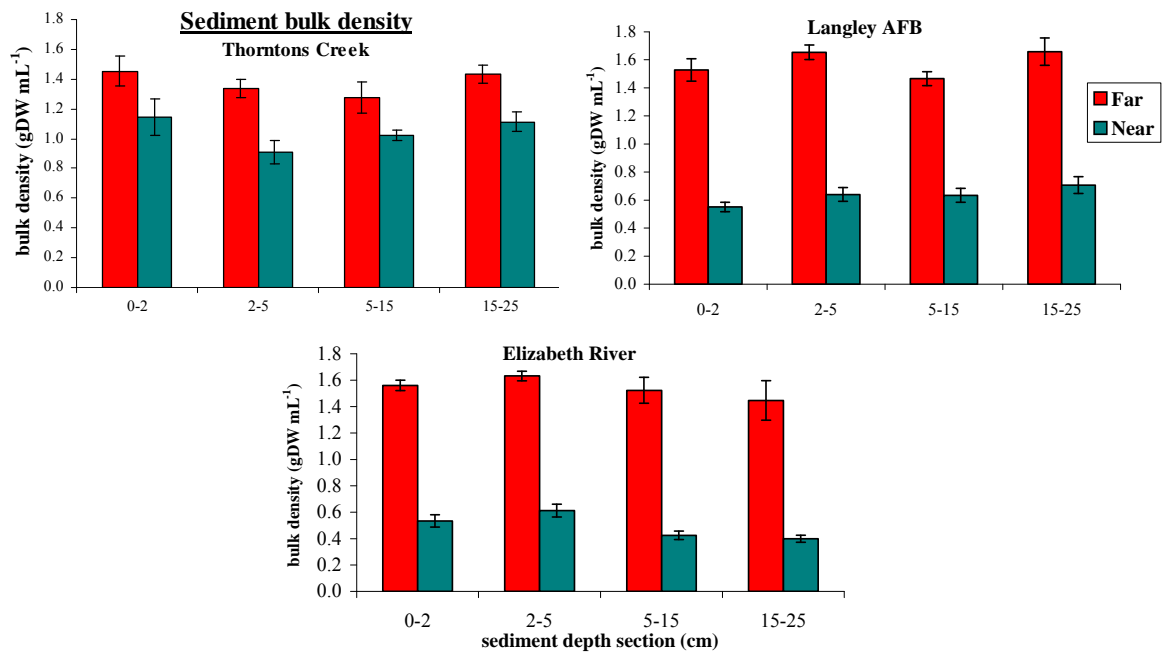 Sediment bulk density
Thorntons Creek
bulk density (gDW mL-1)
1.8
1.6
1.4
1.2
1.0
0.8
0.6
0.4
0.2
0.0
0-2 2-5 5-15 15-25
Langley AFB
bulk density (gDW mL-1)
1.8
1.6
1.4
1.2
1.0
0.8
0.6
0.4
0.2
0.0
0-2 2-5 5-15 15-25
Far
Near
Elizabeth River
bulk density (gDW mL-1)
1.8
1.6
1.4
1.2
1.0
0.8
0.6
0.4
0.2
0.0
0-2 2-5 5-15 15-25
sediment depth section (cm)